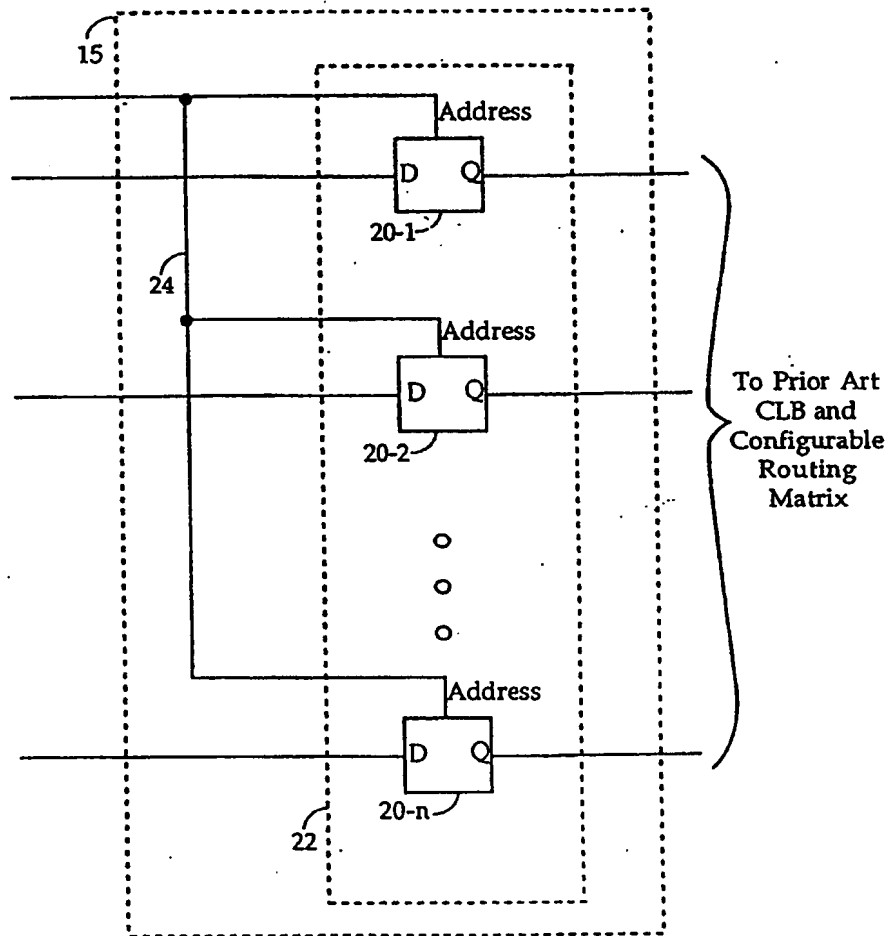 15
Address
D Q
20-1
24
Address
D Q
20-2
To Prior Art
CLB and
Configurable
Routing
Matrix
Address
D Q
20-n
22